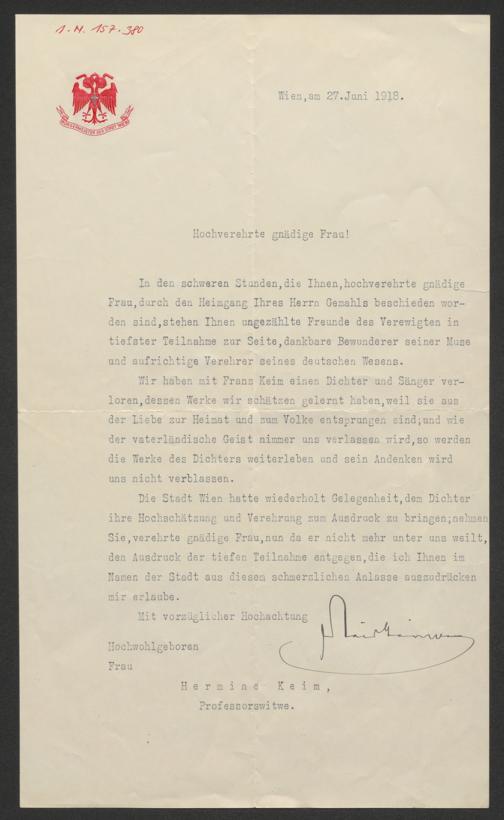 1. N. 157.380
BÜRGERMEISTER DER STADT WIEN
Wien,am 27.Juni 1918.
Hochverehrte gnädige Frau!
In den schweren Stunden,die Ihnen,hochverehrte gnädige
Frau,durch den Heimgang Ihres Herrn Gemahls beschieden wor-
den sind,stehen Ihnen ungezählte Freunde des Verewigten in
tiefster Teilnahme zur Seite,dankbare Bewunderer seiner Muse
und aufrichtige Verehrer seines deutschen Wesens.
Wir haben mit Franz Keim einen Dichter und Sänger ver-
loren,dessen Werke wir schätzen gelernt haben,weil sie aus
der Liebe zur Heimat und zum Volke entsprungen sind;und wie
der vaterländische Geist nimmer uns verlassen wird,so werden
die Werke des Dichters weiterleben und sein Andenken wird
uns nicht verblassen.
Die Stadt Wien hatte wiederholt Gelegenheit,dem Dichter
ihre Hochschätzung und Verehrung zum Ausdruck zu bringen;nehmen
Sie,verehrte gnädige Frau,nun da er nicht mehr unter uns weilt,
den Ausdruck der tiefen Teilnahme entgegen,die ich Ihnen im
Namen der Stadt aus diesem schmerzlichen Anlasse auszudrücken
mir erlaube.
Mit vorzüglicher Hochachtung
Hochwohlgeboren
Frau
Hermine Keim,
Professorswitwe.